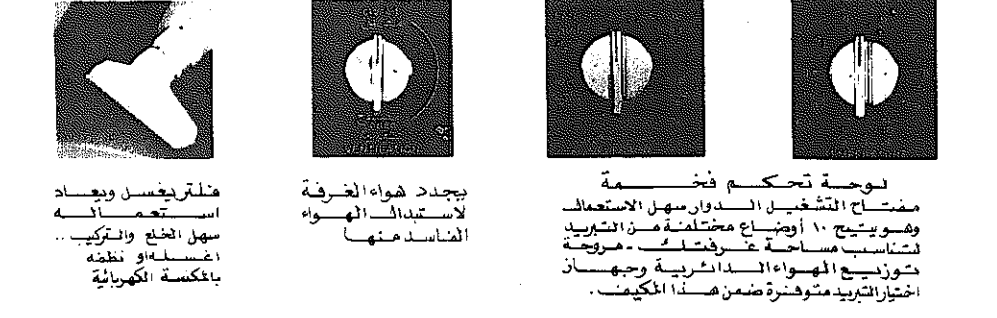 لوحة تحكم فخمة
مفتاح التشغيل الدوار سهل الاستعمال
وهو يتيح ١٠ أوضاع مختلفة من التبريد
لتناسب مساحة غرفتك - مروحة
توزيع الهواء الدائرية وجهاز
اختيار التبريد متوفرة ضمن هذا المكيف .
يجدد هواء الغرفة
لاستبدال الهواء
الفاسد منها
فلتر يغسل ويعاد
استعماله
سهل الخلع والتركيب ..
اغسله او نظفه
بالمكنسة الكهربائية